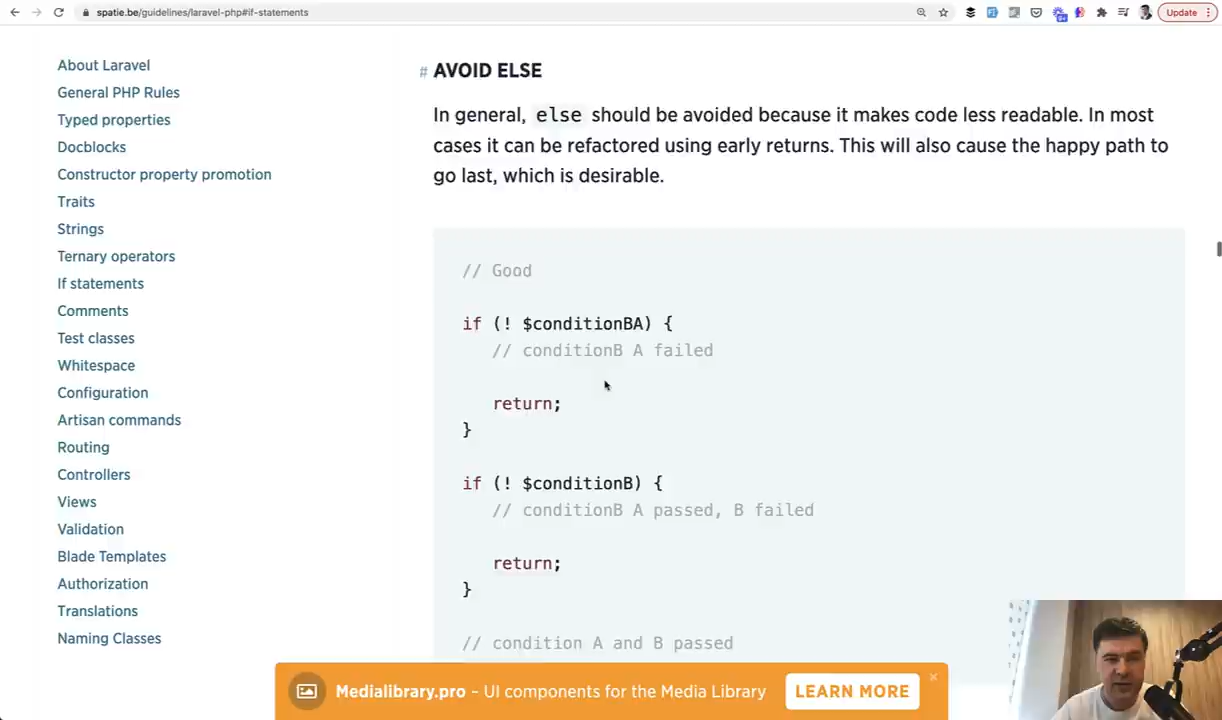 spatie.be/guidelines/laravel-php#if-statements
Update
About Laravel
General PHP Rules
Typed properties
Docblocks
Constructor property promotion
Traits
Strings
Ternary operators
If statements
Comments
Test classes
Whitespace
Configuration
Artisan commands
Routing
Controllers
Views
Validation
Blade Templates
Authorization
Translations
Naming Classes
# AVOID ELSE
In general, else should be avoided because it makes code less readable. In most
cases it can be refactored using early returns. This will also cause the happy path to
go last, which is desirable.
// Good
if (! $conditionBA) {
// conditionB A failed
return;
}
if (! $conditionB) {
// conditionB A passed, B failed
return;
}
// condition A and B passed
Medialibrary.pro – UI components for the Media Library
LEARN MORE